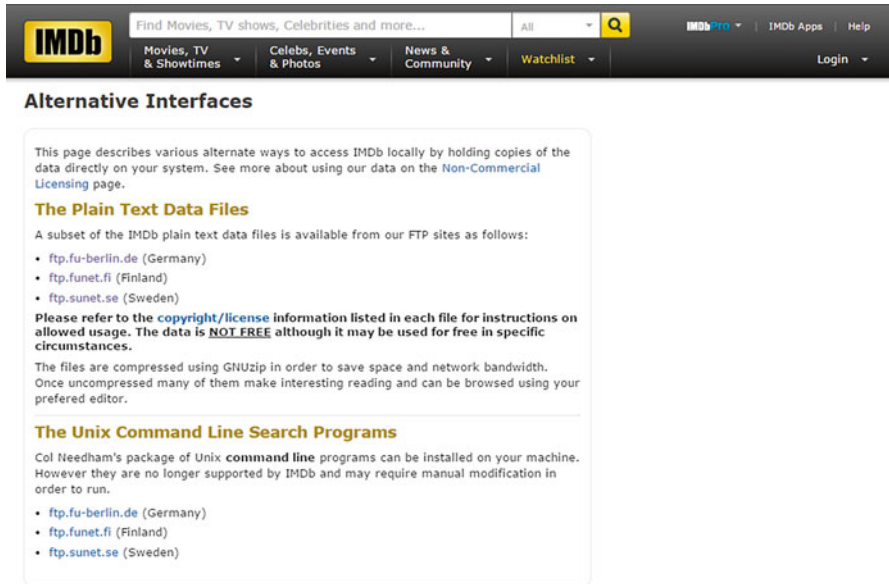 IMDb
Find Movies, TV shows, Celebrities and more...
All
IMDbPro
IMDb Apps
Help
Movies, TV
& Showtimes
Celebs, Events
& Photos
News &
Community
Watchlist
Login
Alternative Interfaces
This page describes various alternate ways to access IMDb locally by holding copies of the
data directly on your system. See more about using our data on the Non-Commercial
Licensing page.
The Plain Text Data Files
A subset of the IMDb plain text data files is available from our FTP sites as follows:
• ftp.fu-berlin.de (Germany)
• ftp.funet.fi (Finland)
• ftp.sunet.se (Sweden)
Please refer to the copyright/license information listed in each file for instructions on
allowed usage. The data is NOT FREE although it may be used for free in specific
circumstances.
The files are compressed using GNUzip in order to save space and network bandwidth.
Once uncompressed many of them make interesting reading and can be browsed using your
prefered editor.
The Unix Command Line Search Programs
Col Needham's package of Unix command line programs can be installed on your machine.
However they are no longer supported by IMDb and may require manual modification in
order to run.
• ftp.fu-berlin.de (Germany)
• ftp.funet.fi (Finland)
• ftp.sunet.se (Sweden)